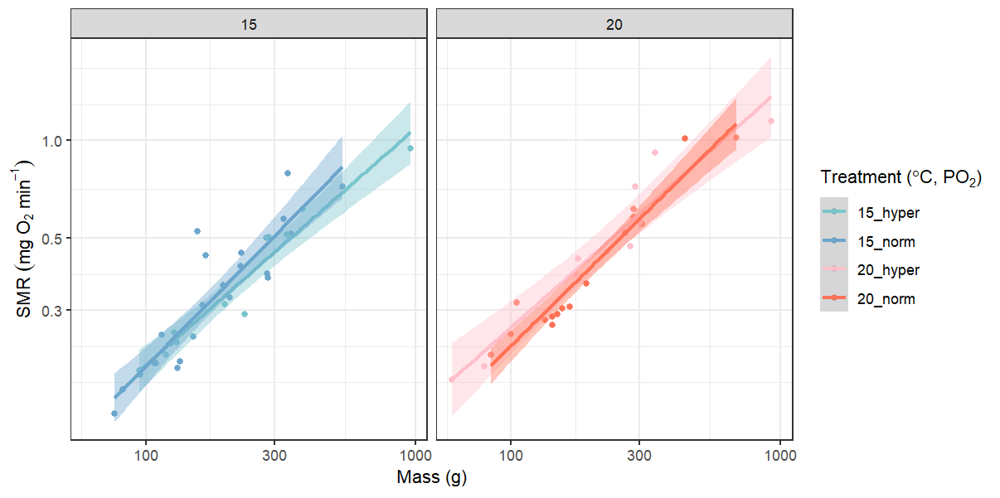 15
20
1.0
0.5
0.3
SMR (mg O₂ min⁻¹)
100
300
1000
100
300
1000
Mass (g)
Treatment (°C, PO₂)
15_hyper
15_norm
20_hyper
20_norm